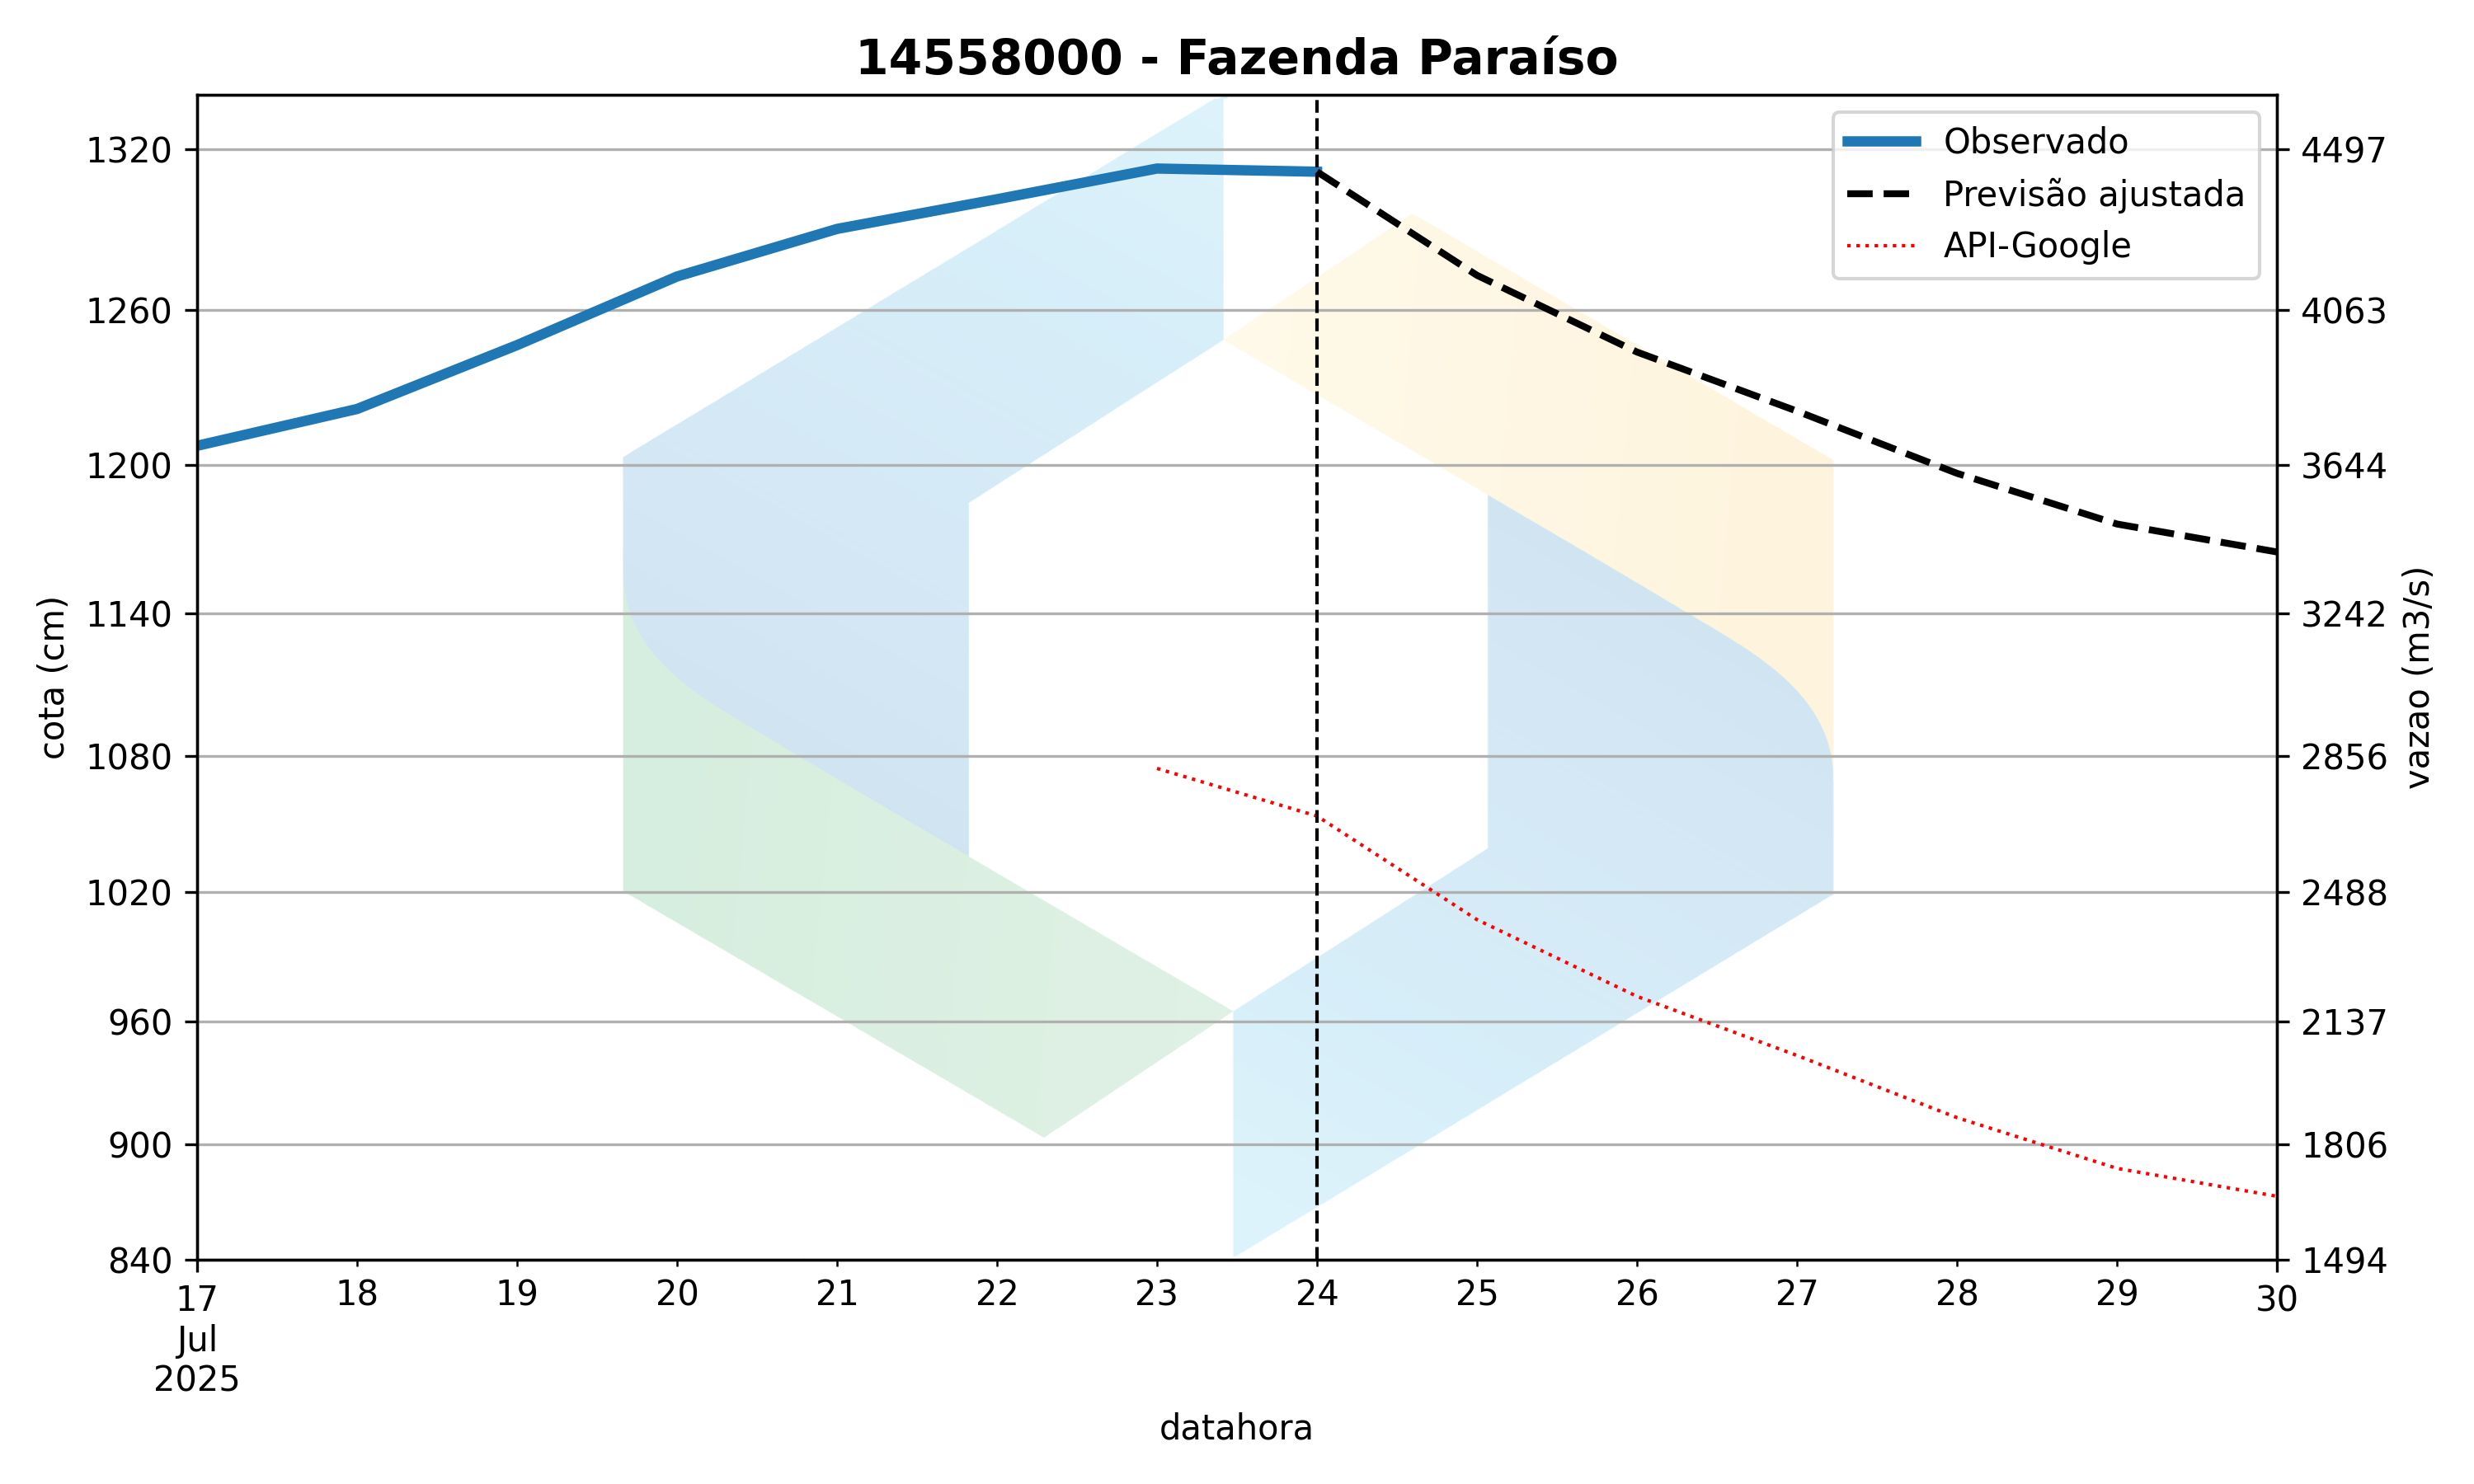 14558000 - Fazenda Paraíso
Observado
Previsão ajustada
API-Google
cota (cm)
1320
1260
1200
1140
1080
1020
960
900
840
vazao (m3/s)
4497
4063
3644
3242
2856
2488
2137
1806
1494
17 18 19 20 21 22 23 24 25 26 27 28 29 30
Jul
2025
datahora